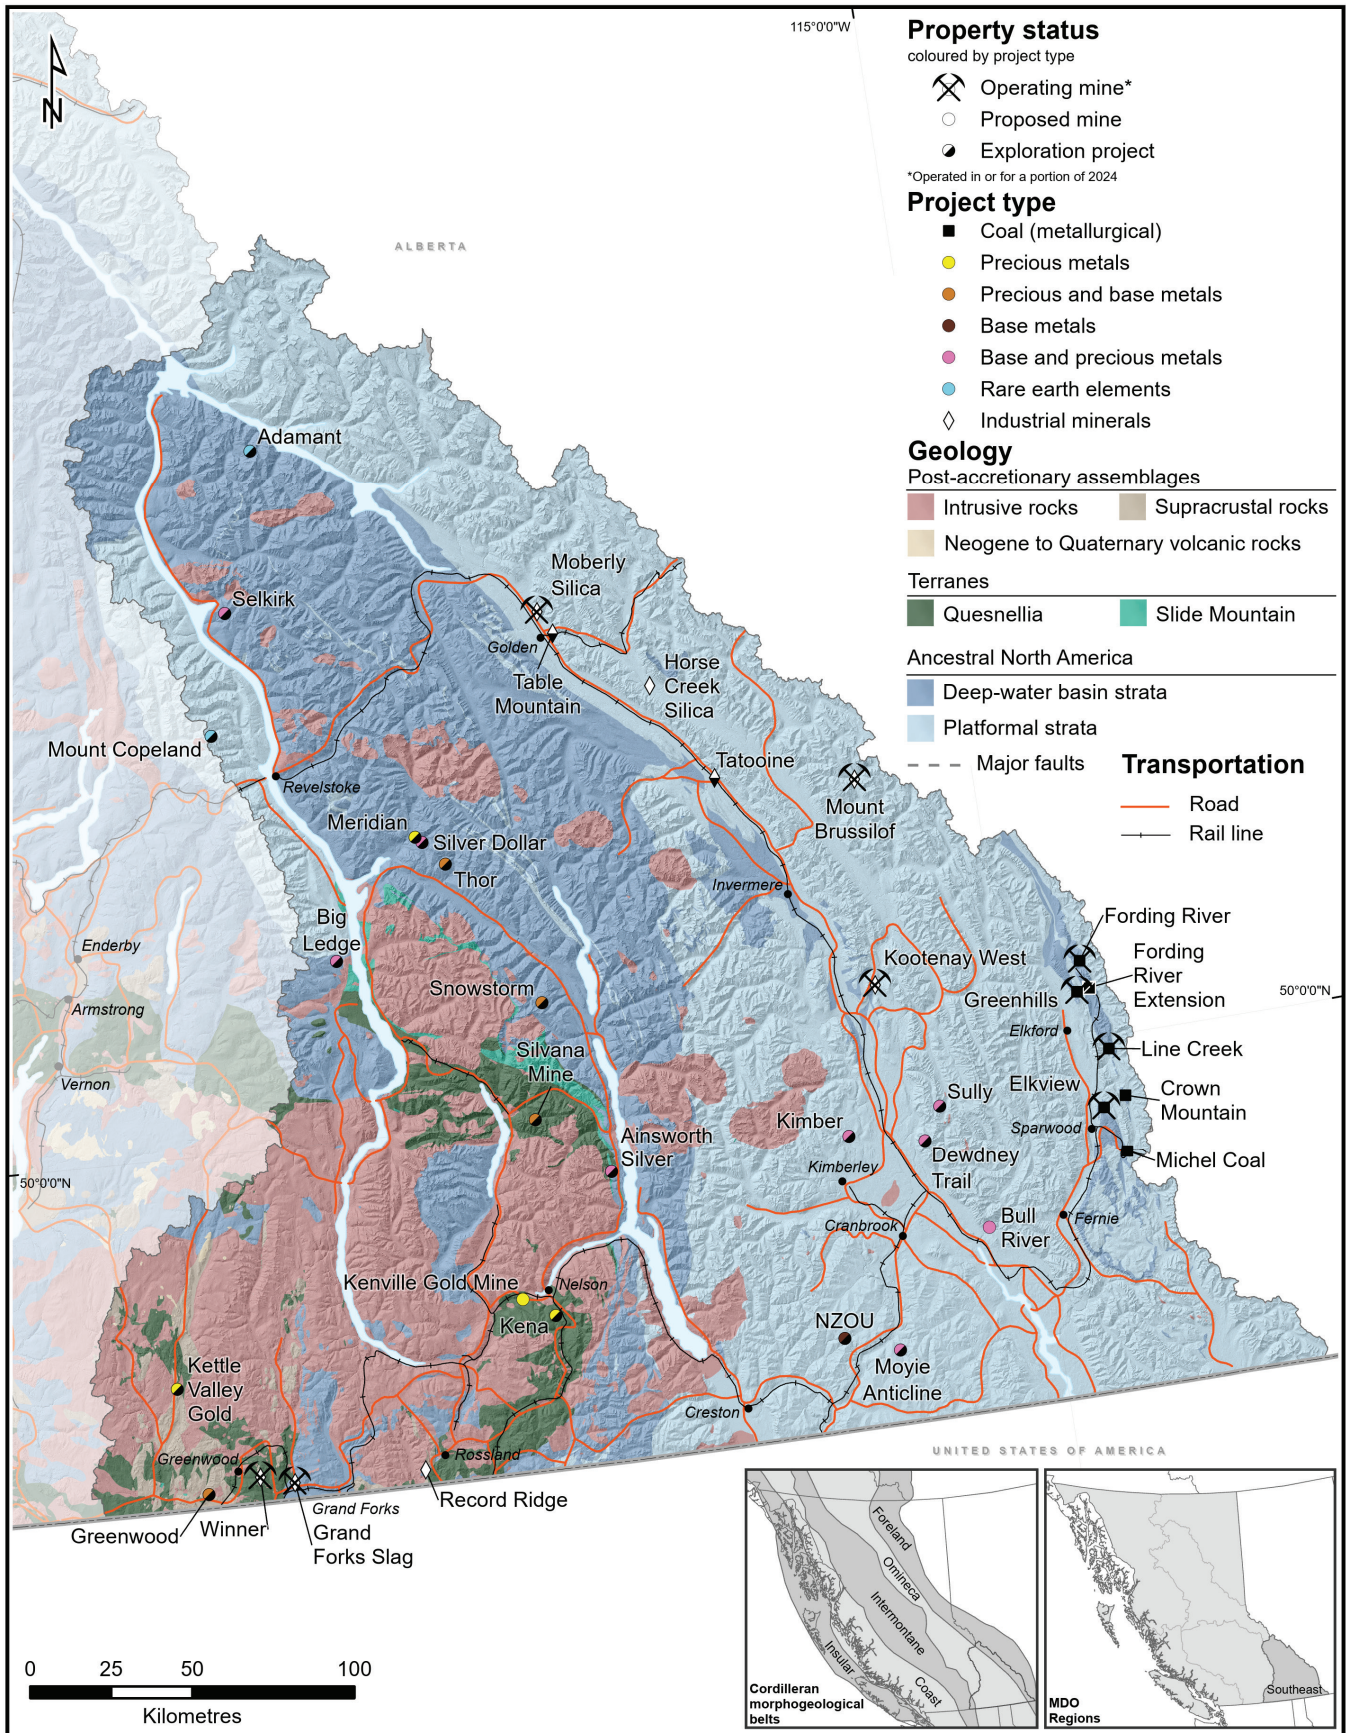 115°0'0"W
Property status
coloured by project type
Operating mine*
Proposed mine
Exploration project
*Operated in or for a portion of 2024
Project type
Coal (metallurgical)
Precious metals
Precious and base metals
Base metals
Base and precious metals
Rare earth elements
Industrial minerals
Geology
Post-accretionary assemblages
Intrusive rocks
Supracrustal rocks
Neogene to Quaternary volcanic rocks
Terranes
Quesnellia
Slide Mountain
Ancestral North America
Deep-water basin strata
Platformal strata
Major faults
Transportation
Road
Rail line
N
ALBERTA
Adamant
Moberly
Silica
Selkirk
Golden
Horse
Creek
Silica
Table
Mountain
Mount Copeland
Tatooine
Revelstoke
Mount
Brussilof
Meridian
Silver Dollar
Thor
Invermere
Big
Ledge
Fording River
Fording
River
Extension
Enderby
Kootenay West
Snowstorm
Greenhills
50°0'0"N
Armstrong
Elkford
Silvana
Mine
Line Creek
Vernon
Elkview
Crown
Mountain
Sully
Kimber
Sparwood
Ainsworth
Silver
Dewdney
Trail
Michel Coal
Kimberley
50°0'0"N
Bull
River
Fernie
Cranbrook
Kenville Gold Mine
Nelson
Kena
NZOU
Kettle
Valley
Gold
Moyie
Anticline
Creston
Greenwood
Rossland
UNITED STATES OF AMERICA
Record Ridge
Grand Forks
Greenwood
Winner
Grand
Forks Slag
0 25 50 100
Kilometres
Foreland
Omineca
Intermontane
Insular
Coast
Cordilleran
morphogeological
belts
Southeast
MDO
Regions